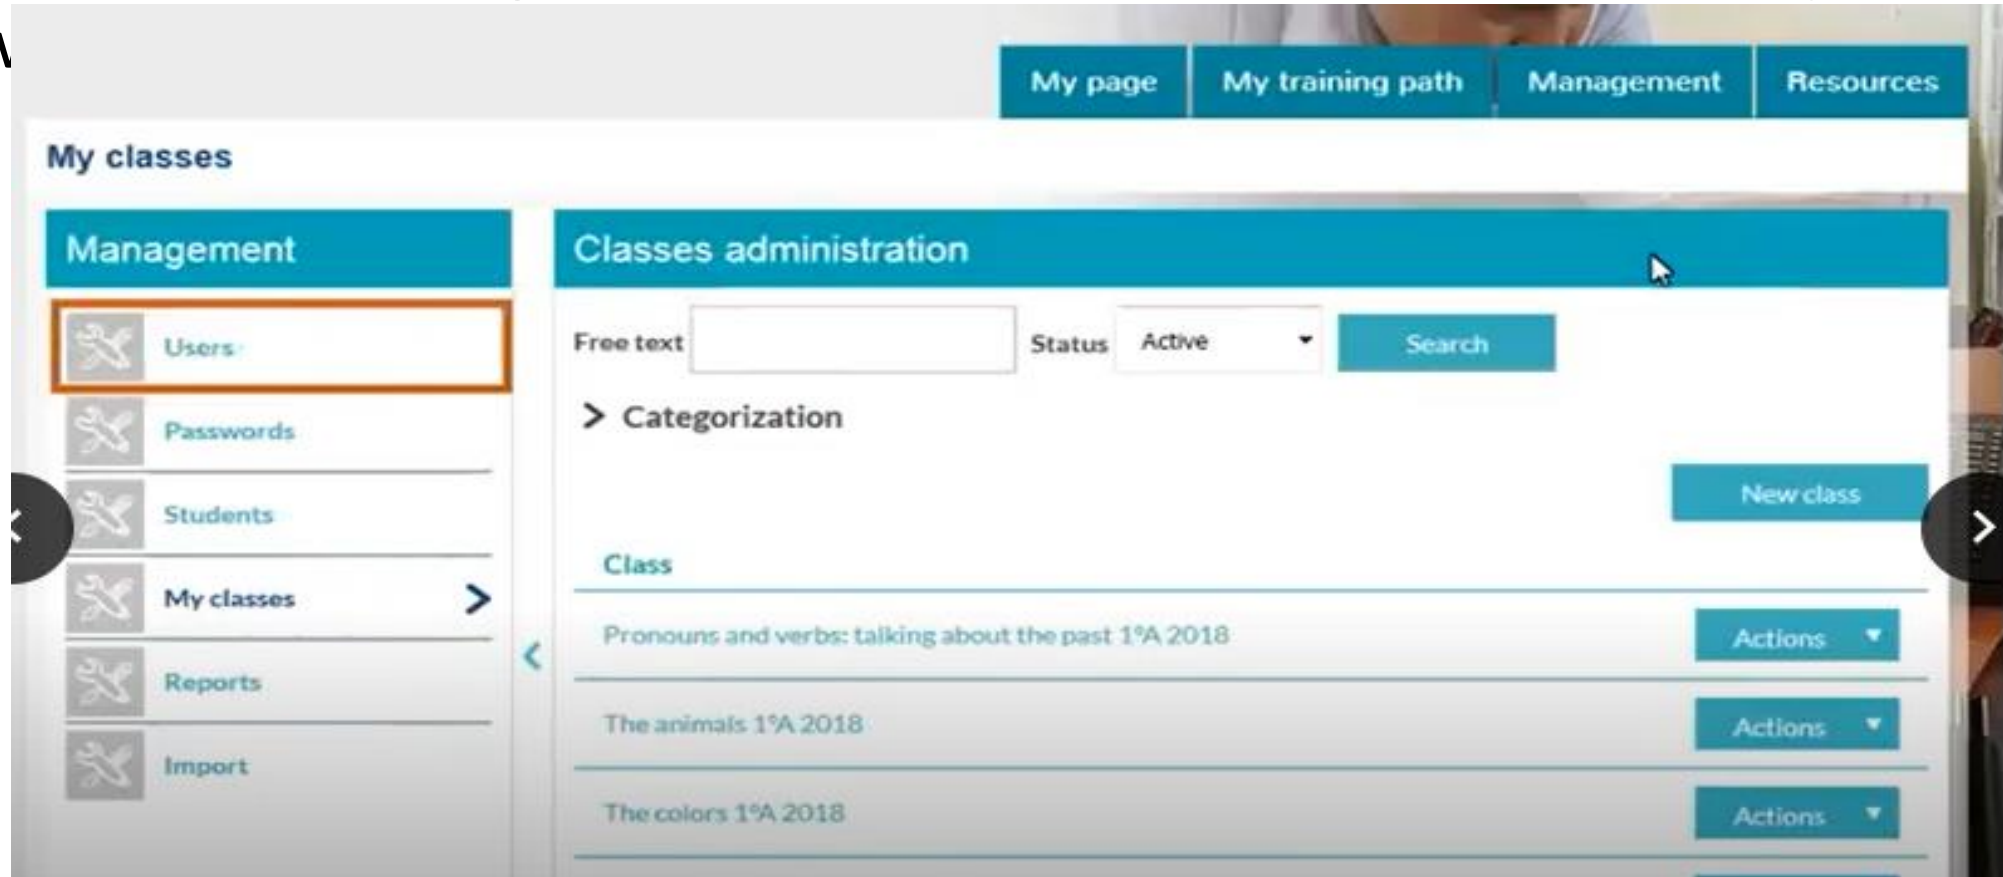 My page My training path Management Resources
My classes
Management
Users
Passwords
Students
My classes
Reports
Import
Classes administration
Free text Status Active Search
Categorization
New class
Class
Pronouns and verbs: talking about the past 1ºA 2018 Actions
The animals 1ºA 2018 Actions
The colors 1ºA 2018 Actions